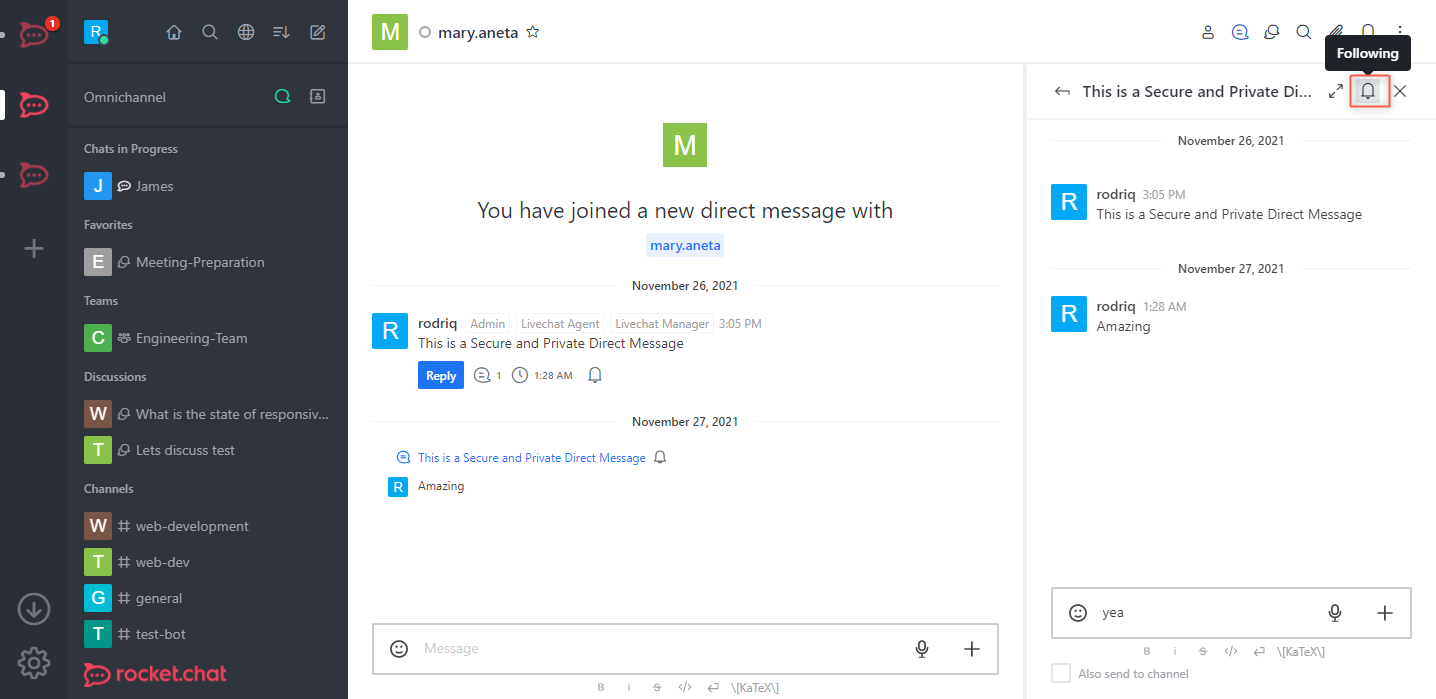 1
R
Omnichannel
Chats in Progress
J James
Favorites
E Meeting-Preparation
Teams
C Engineering-Team
Discussions
W What is the state of responsiv...
T Lets discuss test
Channels
W # web-development
T # web-dev
G # general
T # test-bot
rocket.chat
M mary.aneta
M
You have joined a new direct message with
mary.aneta
November 26, 2021
R rodriq Admin Livechat Agent Livechat Manager 3:05 PM
This is a Secure and Private Direct Message
Reply 1 1:28 AM
November 27, 2021
This is a Secure and Private Direct Message
R Amazing
Message
B i S </> \[KaTeX\]
Following
This is a Secure and Private Di...
November 26, 2021
R rodriq 3:05 PM
This is a Secure and Private Direct Message
November 27, 2021
R rodriq 1:28 AM
Amazing
yea
B i S </> \[KaTeX\]
Also send to channel